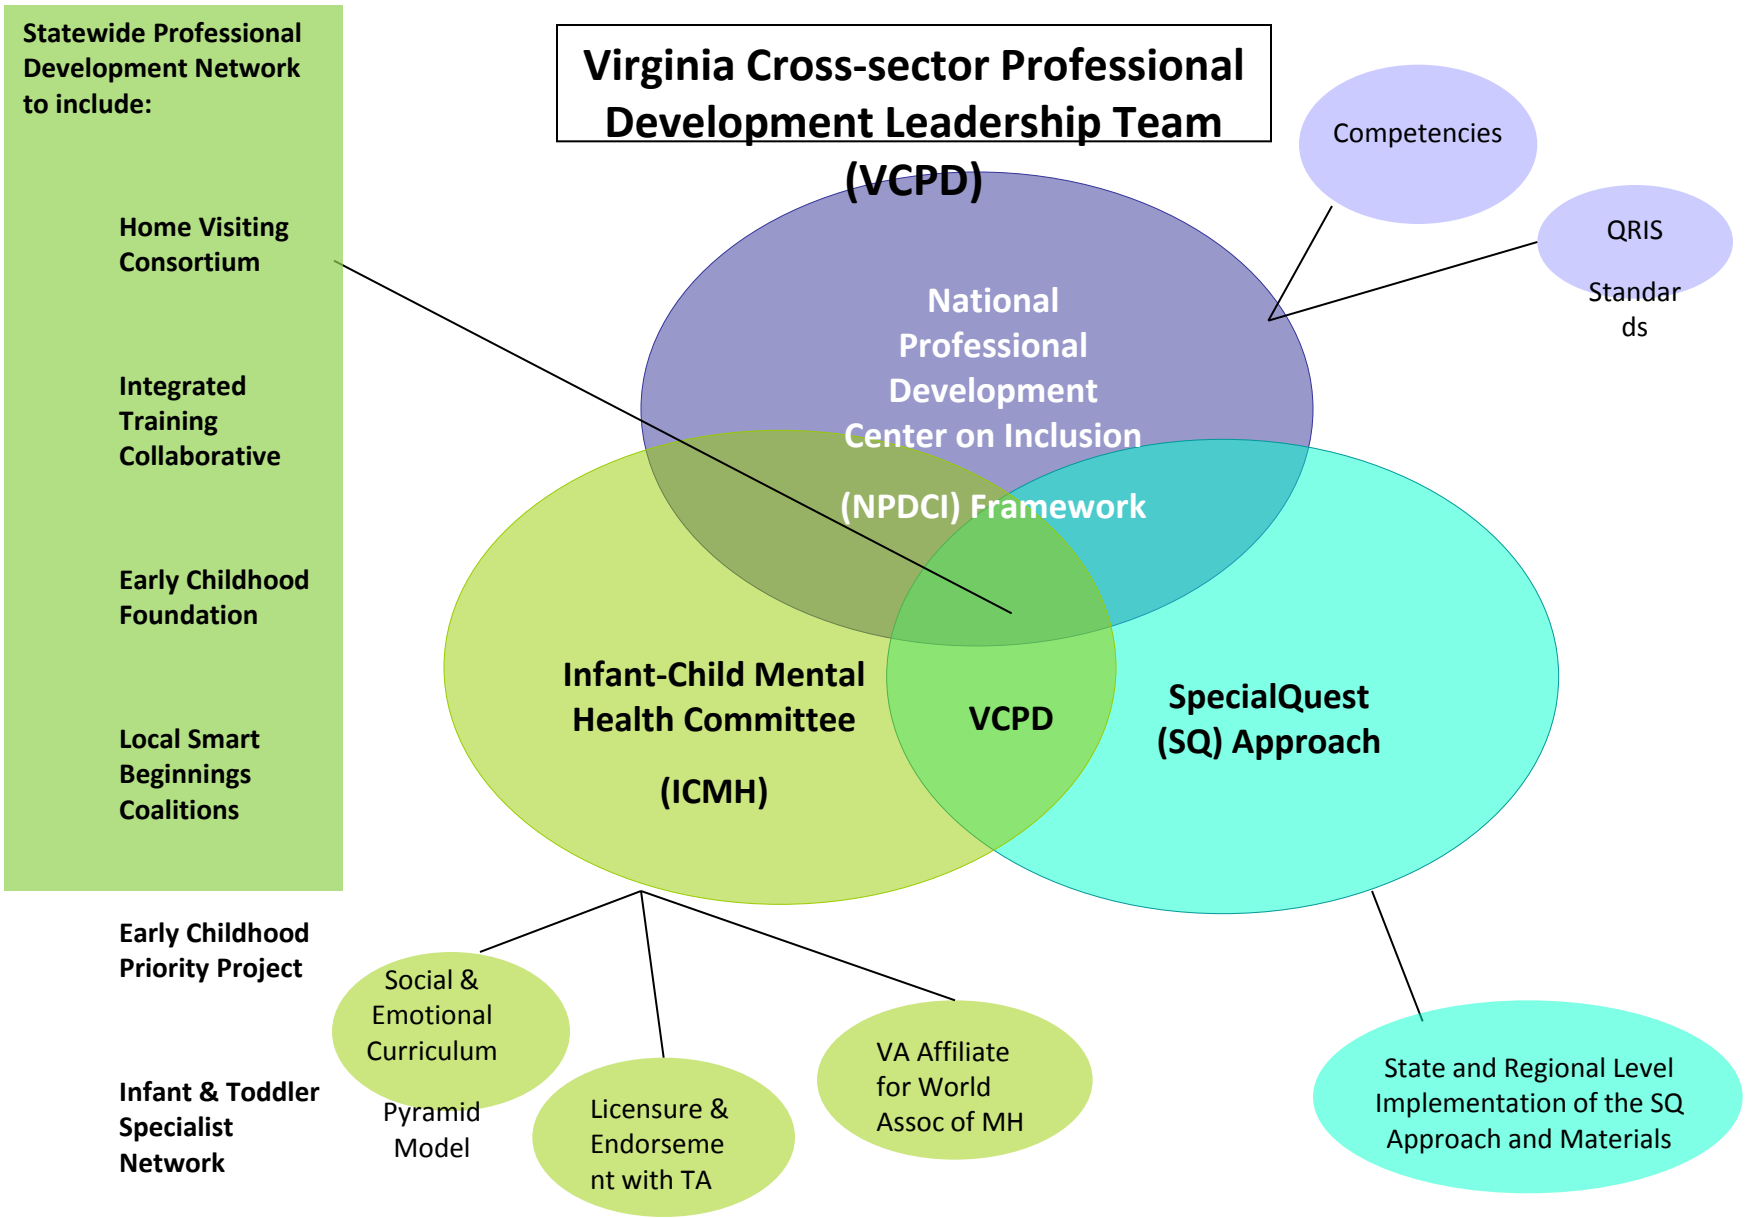 Statewide Professional
Development Network
to include:
Home Visiting
Consortium
Integrated
Training
Collaborative
Early Childhood
Foundation
Local Smart
Beginnings
Coalitions
Early Childhood
Priority Project
Infant & Toddler
Specialist
Network
Virginia Cross-sector Professional
Development Leadership Team
(VCPD)
Competencies
QRIS
Standar
ds
National
Professional
Development
Center on Inclusion
(NPDCI) Framework
Infant-Child Mental
Health Committee
(ICMH)
VCPD
SpecialQuest
(SQ) Approach
Social &
Emotional
Curriculum
Pyramid
Model
Licensure &
Endorseme
nt with TA
VA Affiliate
for World
Assoc of MH
State and Regional Level
Implementation of the SQ
Approach and Materials